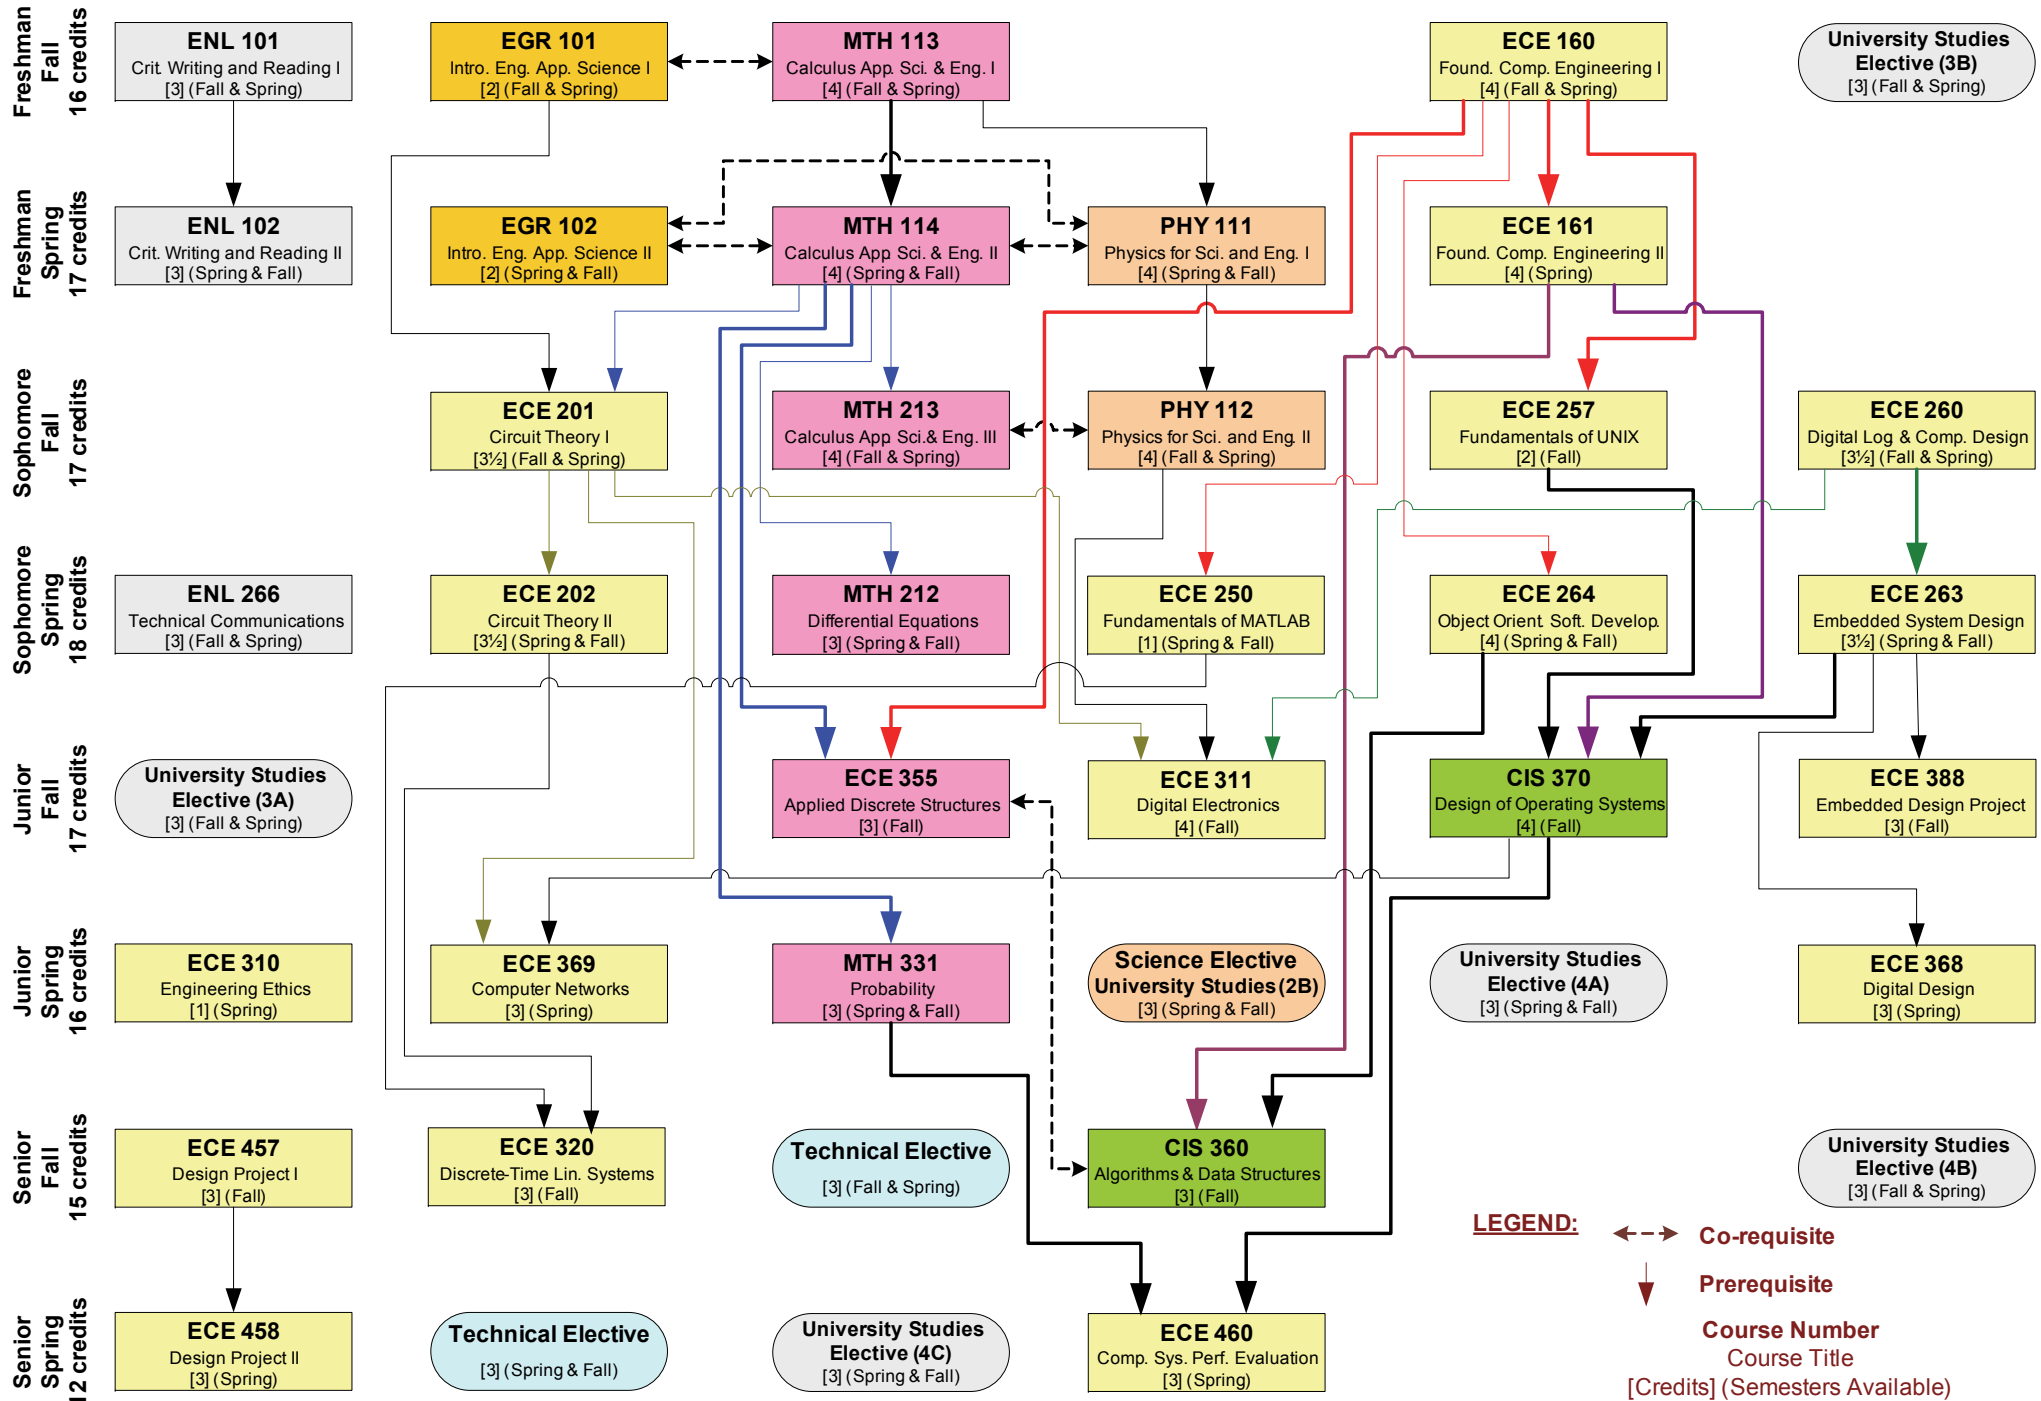 Freshman
Fall
16 credits
ENL 101
Crit. Writing and Reading I
[3] (Fall & Spring)
EGR 101
Intro. Eng. App. Science I
[2] (Fall & Spring)
MTH 113
Calculus App. Sci. & Eng. I
[4] (Fall & Spring)
ECE 160
Found. Comp. Engineering I
[4] (Fall & Spring)
University Studies
Elective (3B)
[3] (Fall & Spring)
Freshman
Spring
17 credits
ENL 102
Crit. Writing and Reading II
[3] (Spring & Fall)
EGR 102
Intro. Eng. App. Science II
[2] (Spring & Fall)
MTH 114
Calculus App Sci. & Eng. II
[4] (Spring & Fall)
PHY 111
Physics for Sci. and Eng. I
[4] (Spring & Fall)
ECE 161
Found. Comp. Engineering II
[4] (Spring)
Sophomore
Fall
17 credits
ECE 201
Circuit Theory I
[3½] (Fall & Spring)
MTH 213
Calculus App Sci.& Eng. III
[4] (Fall & Spring)
PHY 112
Physics for Sci. and Eng. II
[4] (Fall & Spring)
ECE 257
Fundamentals of UNIX
[2] (Fall)
ECE 260
Digital Log & Comp. Design
[3½] (Fall & Spring)
Sophomore
Spring
18 credits
ENL 266
Technical Communications
[3] (Fall & Spring)
ECE 202
Circuit Theory II
[3½] (Spring & Fall)
MTH 212
Differential Equations
[3] (Spring & Fall)
ECE 250
Fundamentals of MATLAB
[1] (Spring & Fall)
ECE 264
Object Orient. Soft. Develop.
[4] (Spring & Fall)
ECE 263
Embedded System Design
[3½] (Spring & Fall)
Junior
Fall
17 credits
University Studies
Elective (3A)
[3] (Fall & Spring)
ECE 355
Applied Discrete Structures
[3] (Fall)
ECE 311
Digital Electronics
[4] (Fall)
CIS 370
Design of Operating Systems
[4] (Fall)
ECE 388
Embedded Design Project
[3] (Fall)
Junior
Spring
16 credits
ECE 310
Engineering Ethics
[1] (Spring)
ECE 369
Computer Networks
[3] (Spring)
MTH 331
Probability
[3] (Spring & Fall)
Science Elective
University Studies (2B)
[3] (Spring & Fall)
University Studies
Elective (4A)
[3] (Spring & Fall)
ECE 368
Digital Design
[3] (Spring)
Senior
Fall
15 credits
ECE 457
Design Project I
[3] (Fall)
ECE 320
Discrete-Time Lin. Systems
[3] (Fall)
Technical Elective
[3] (Fall & Spring)
CIS 360
Algorithms & Data Structures
[3] (Fall)
University Studies
Elective (4B)
[3] (Fall & Spring)
Senior
Spring
12 credits
ECE 458
Design Project II
[3] (Spring)
Technical Elective
[3] (Spring & Fall)
University Studies
Elective (4C)
[3] (Spring & Fall)
ECE 460
Comp. Sys. Perf. Evaluation
[3] (Spring)
LEGEND:
Co-requisite
Prerequisite
Course Number
Course Title
[Credits] (Semesters Available)